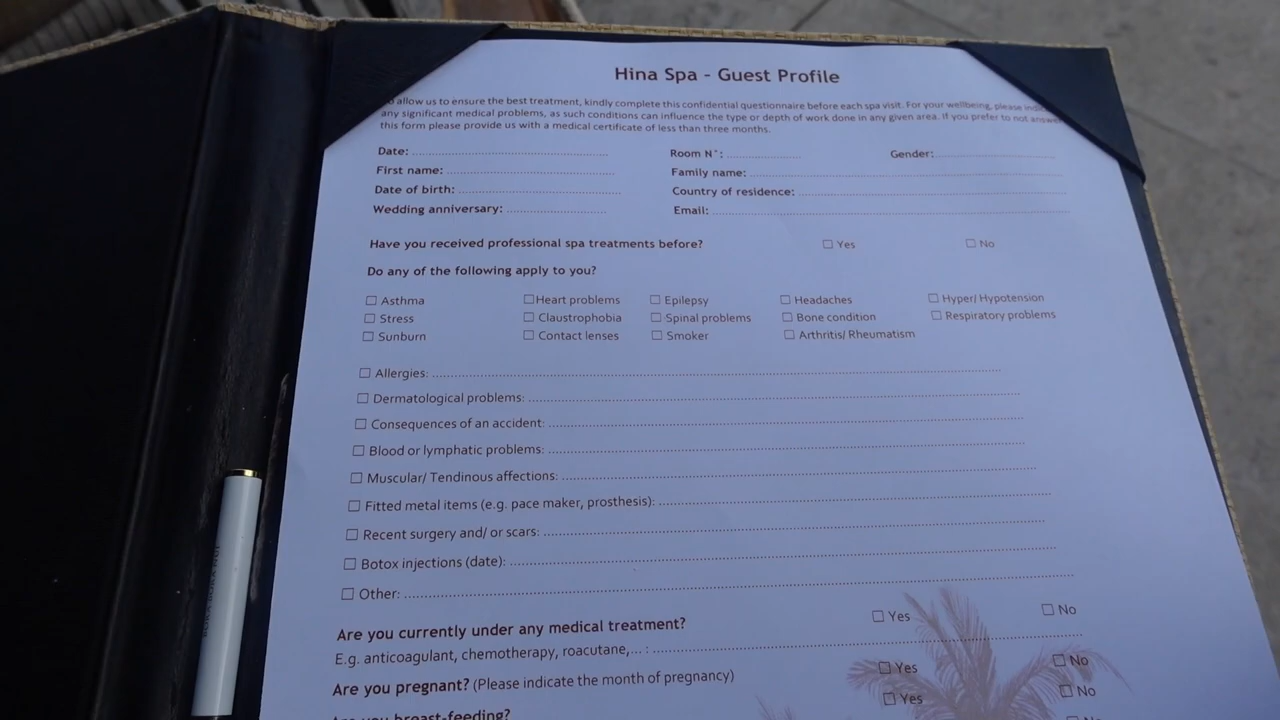 Hina Spa - Guest Profile
allow us to ensure the best treatment, kindly complete this confidential questionnaire before each spa visit. For your wellbeing, please
any significant medical problems, as such conditions can influence the type or depth of work done in any given area. If you prefer to not answer
this form please provide us with a medical certificate of less than three months.
Date: Room N°: Gender:
First name: Family name:
Date of birth: Country of residence:
Wedding anniversary: Email:
Have you received professional spa treatments before? ☐ Yes ☐ No
Do any of the following apply to you?
☐ Asthma ☐ Heart problems ☐ Epilepsy ☐ Headaches ☐ Hyper/ Hypotension
☐ Stress ☐ Claustrophobia ☐ Spinal problems ☐ Bone condition ☐ Respiratory problems
☐ Sunburn ☐ Contact lenses ☐ Smoker ☐ Arthritis/ Rheumatism
☐ Allergies:
☐ Dermatological problems:
☐ Consequences of an accident:
☐ Blood or lymphatic problems:
☐ Muscular/ Tendinous affections:
☐ Fitted metal items (e.g. pace maker, prosthesis):
☐ Recent surgery and/ or scars:
☐ Botox injections (date):
☐ Other:
Are you currently under any medical treatment? ☐ Yes ☐ No
E.g. anticoagulant, chemotherapy, roacutane,... :
Are you pregnant? (Please indicate the month of pregnancy) ☐ Yes ☐ No
Are you breast-feeding? ☐ Yes ☐ No
No